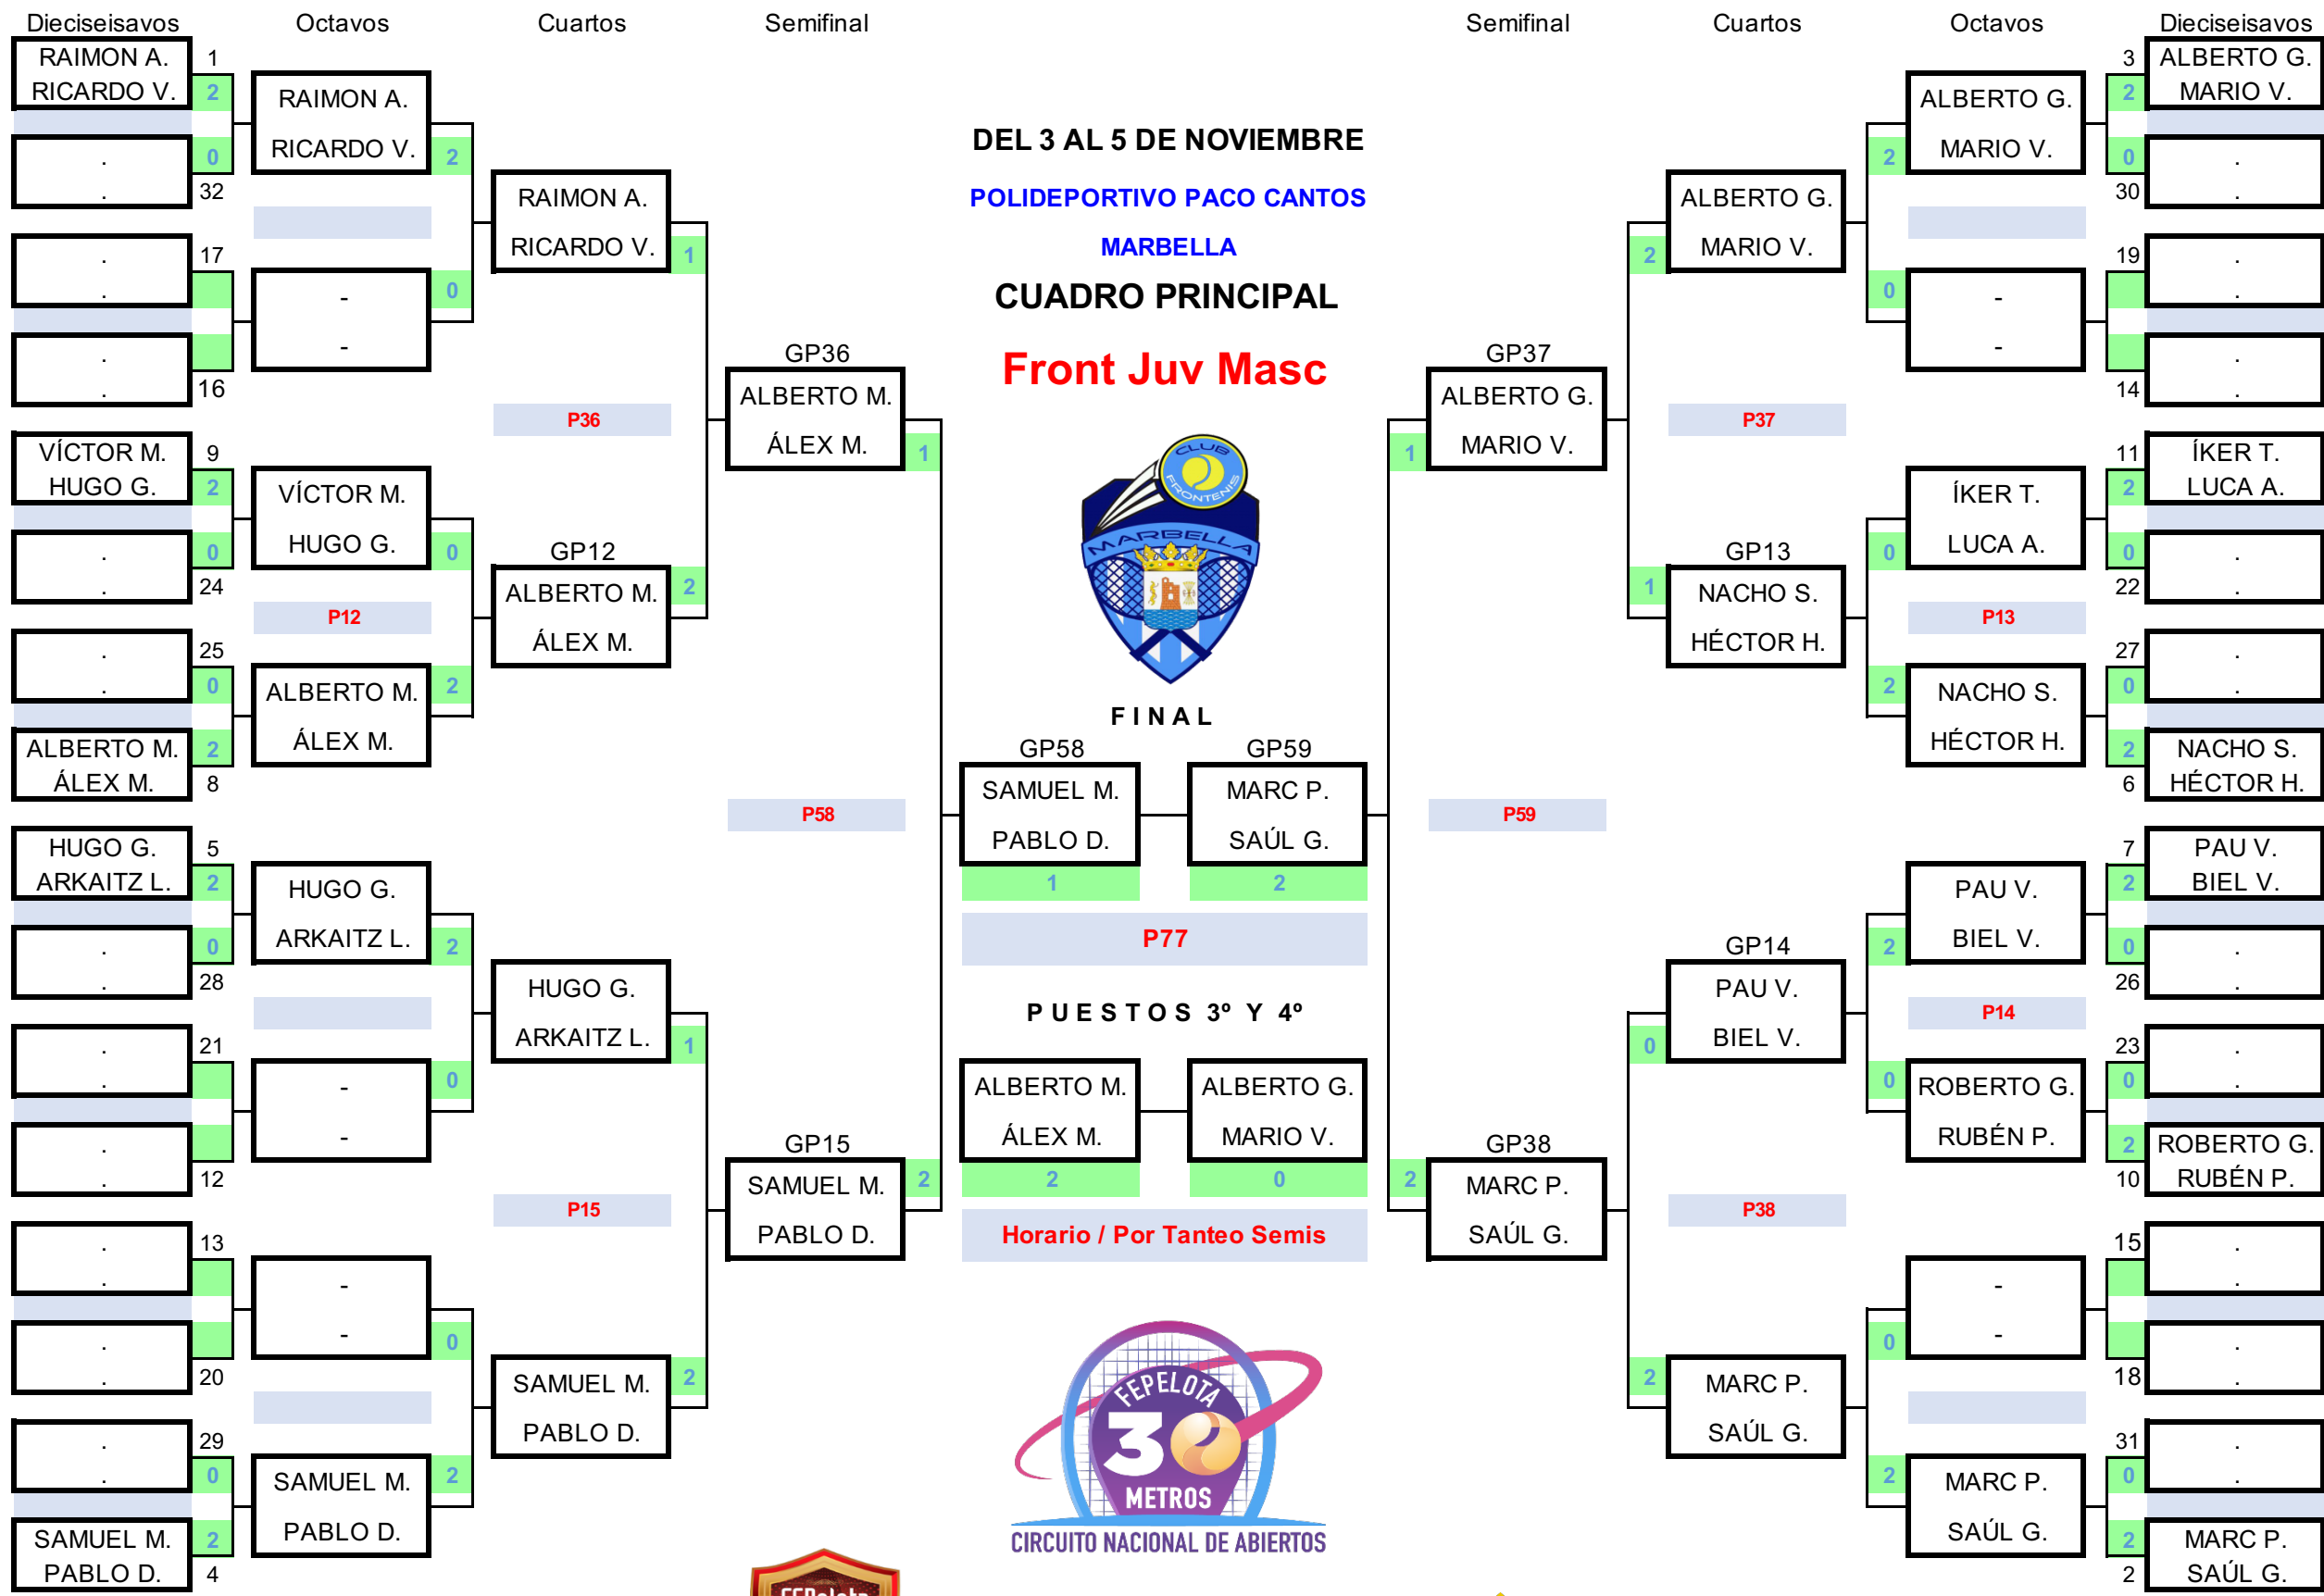 Dieciseisavos Octavos Cuartos Semifinal Semifinal Cuartos Octavos Dieciseisavos
RAIMON A. 1 3 ALBERTO G.
RICARDO V. 2 RAIMON A. ALBERTO G. 2 MARIO V.
DEL 3 AL 5 DE NOVIEMBRE
. 0 RICARDO V. 2 2 MARIO V. 0 .
. 32 RAIMON A. POLIDEPORTIVO PACO CANTOS ALBERTO G. 30 .
. 17 RICARDO V. 1 MARBELLA 2 MARIO V. 19 .
. - 0 CUADRO PRINCIPAL 0 - .
. - GP36 Front Juv Masc GP37 - .
. 16 ALBERTO M. ALBERTO G. 14 .
P36 P37
VÍCTOR M. 9 ÁLEX M. 1 CLUB 1 MARIO V. 11 ÍKER T.
HUGO G. 2 VÍCTOR M. FRONTENIS ÍKER T. 2 LUCA A.
. 0 HUGO G. 0 GP12 MARBELLA GP13 0 LUCA A. 0 .
. 24 ALBERTO M. 2 1 NACHO S. 22 .
P12 P13
. 25 ÁLEX M. HÉCTOR H. 27 .
. 0 ALBERTO M. 2 2 NACHO S. 0 .
FINAL
ALBERTO M. 2 ÁLEX M. GP58 GP59 HÉCTOR H. 2 NACHO S.
ÁLEX M. 8 SAMUEL M. MARC P. 6 HÉCTOR H.
P58 P59
HUGO G. 5 PABLO D. SAÚL G. 7 PAU V.
ARKAITZ L. 2 HUGO G. 1 2 PAU V. 2 BIEL V.
. 0 ARKAITZ L. 2 P77 GP14 2 BIEL V. 0 .
. 28 HUGO G. PAU V. 26 .
PUESTOS 3º Y 4º P14
. 21 ARKAITZ L. 1 0 BIEL V. 23 .
. - 0 ALBERTO M. ALBERTO G. 0 ROBERTO G. 0 .
. - GP15 ÁLEX M. MARIO V. GP38 RUBÉN P. 2 ROBERTO G.
. 12 SAMUEL M. 2 2 0 2 MARC P. 10 RUBÉN P.
P15 P38
. 13 PABLO D. Horario / Por Tanteo Semis SAÚL G. 15 .
. - - .
. - 0 0 - .
. 20 SAMUEL M. 2 FEPELOTA 2 MARC P. 18 .
. 29 PABLO D. 30 SAÚL G. 31 .
. 0 SAMUEL M. 2 METROS 2 MARC P. 0 .
SAMUEL M. 2 PABLO D. CIRCUITO NACIONAL DE ABIERTOS SAÚL G. 2 MARC P.
PABLO D. 4 2 SAÚL G.